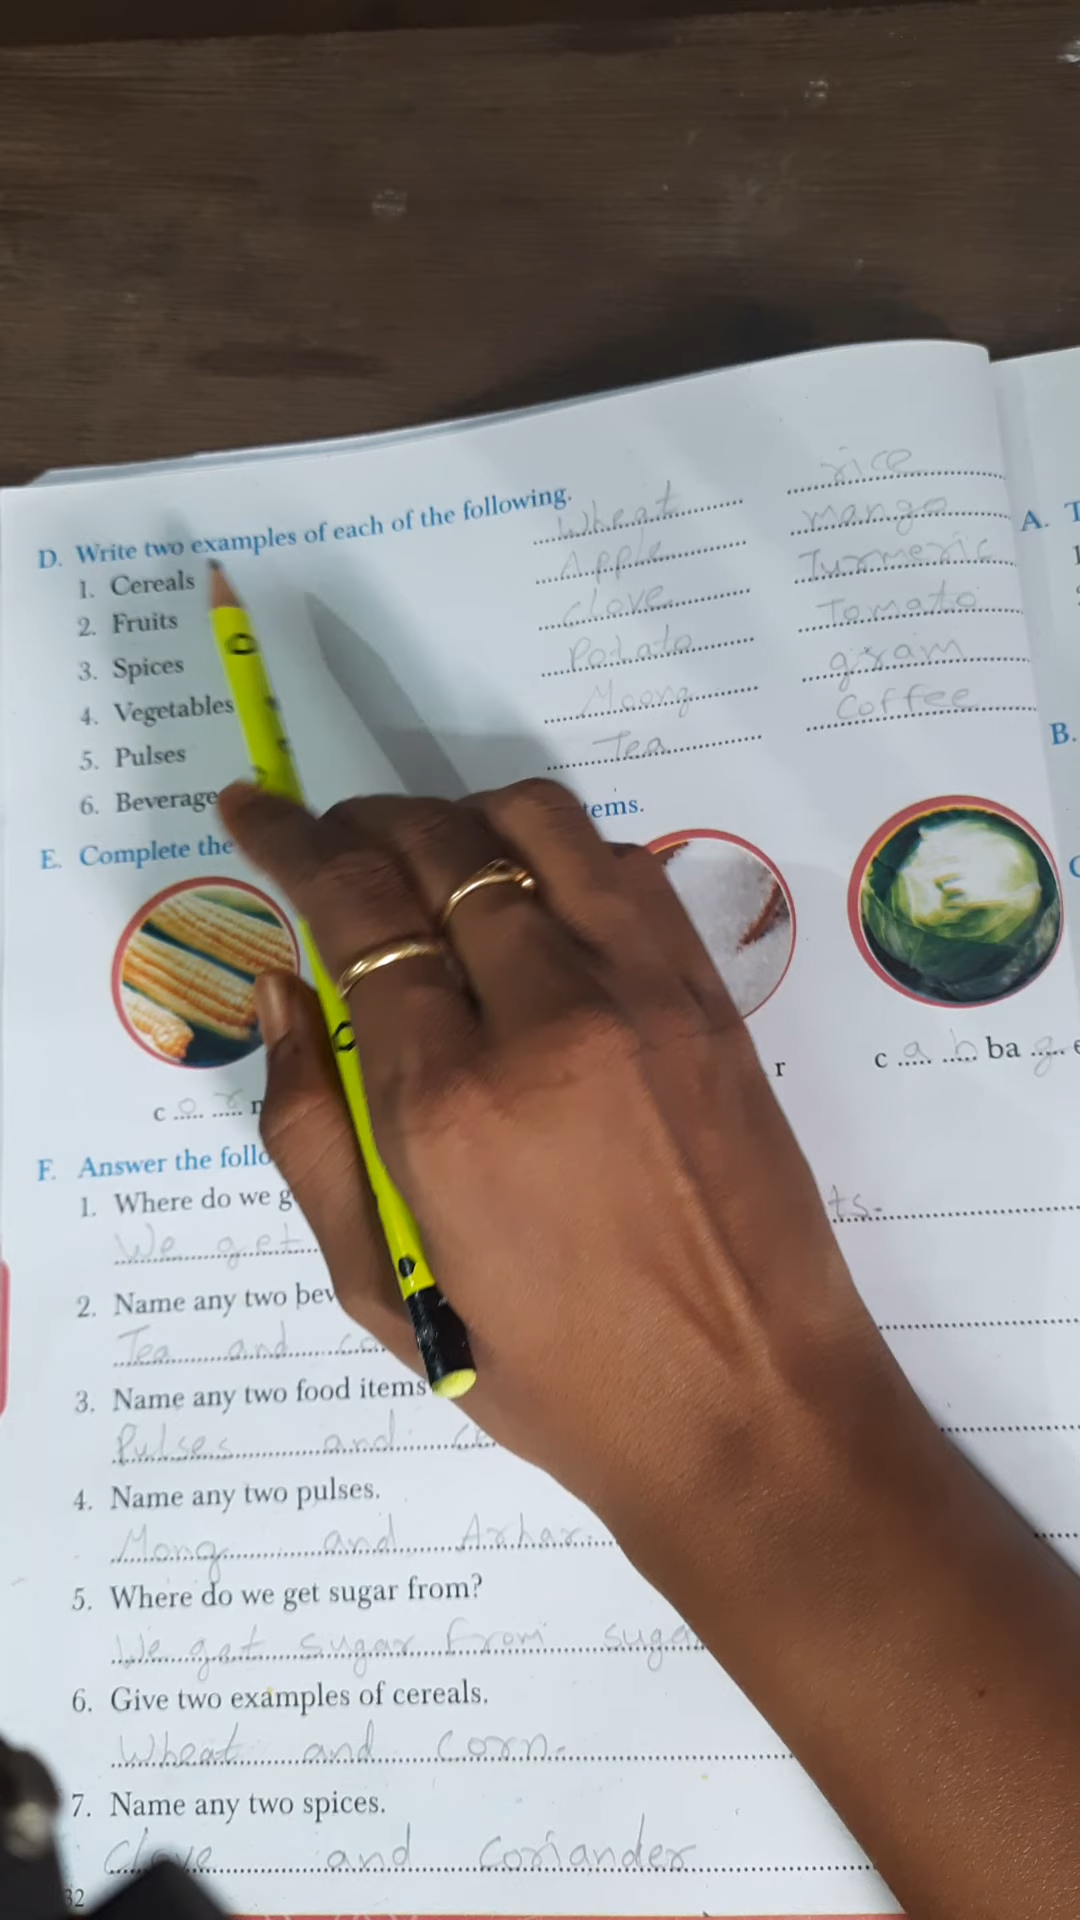 D. Write two examples of each of the following.
1. Cereals Wheat rice
2. Fruits Apple mango
3. Spices clove Turmeric
4. Vegetables Potato Tomato
5. Pulses Moong gram
6. Beverage Tea Coffee
E. Complete the tems.
c o r n r c a b ba g e
F. Answer the follo
1. Where do we g
We get ts.
2. Name any two bev
Tea and co
3. Name any two food items
Pulses and ce
4. Name any two pulses.
Mong and Arhar.
5. Where do we get sugar from?
We get sugar from suga
6. Give two examples of cereals.
Wheat and corn.
7. Name any two spices.
Clove and coriander
32
A. T
B.